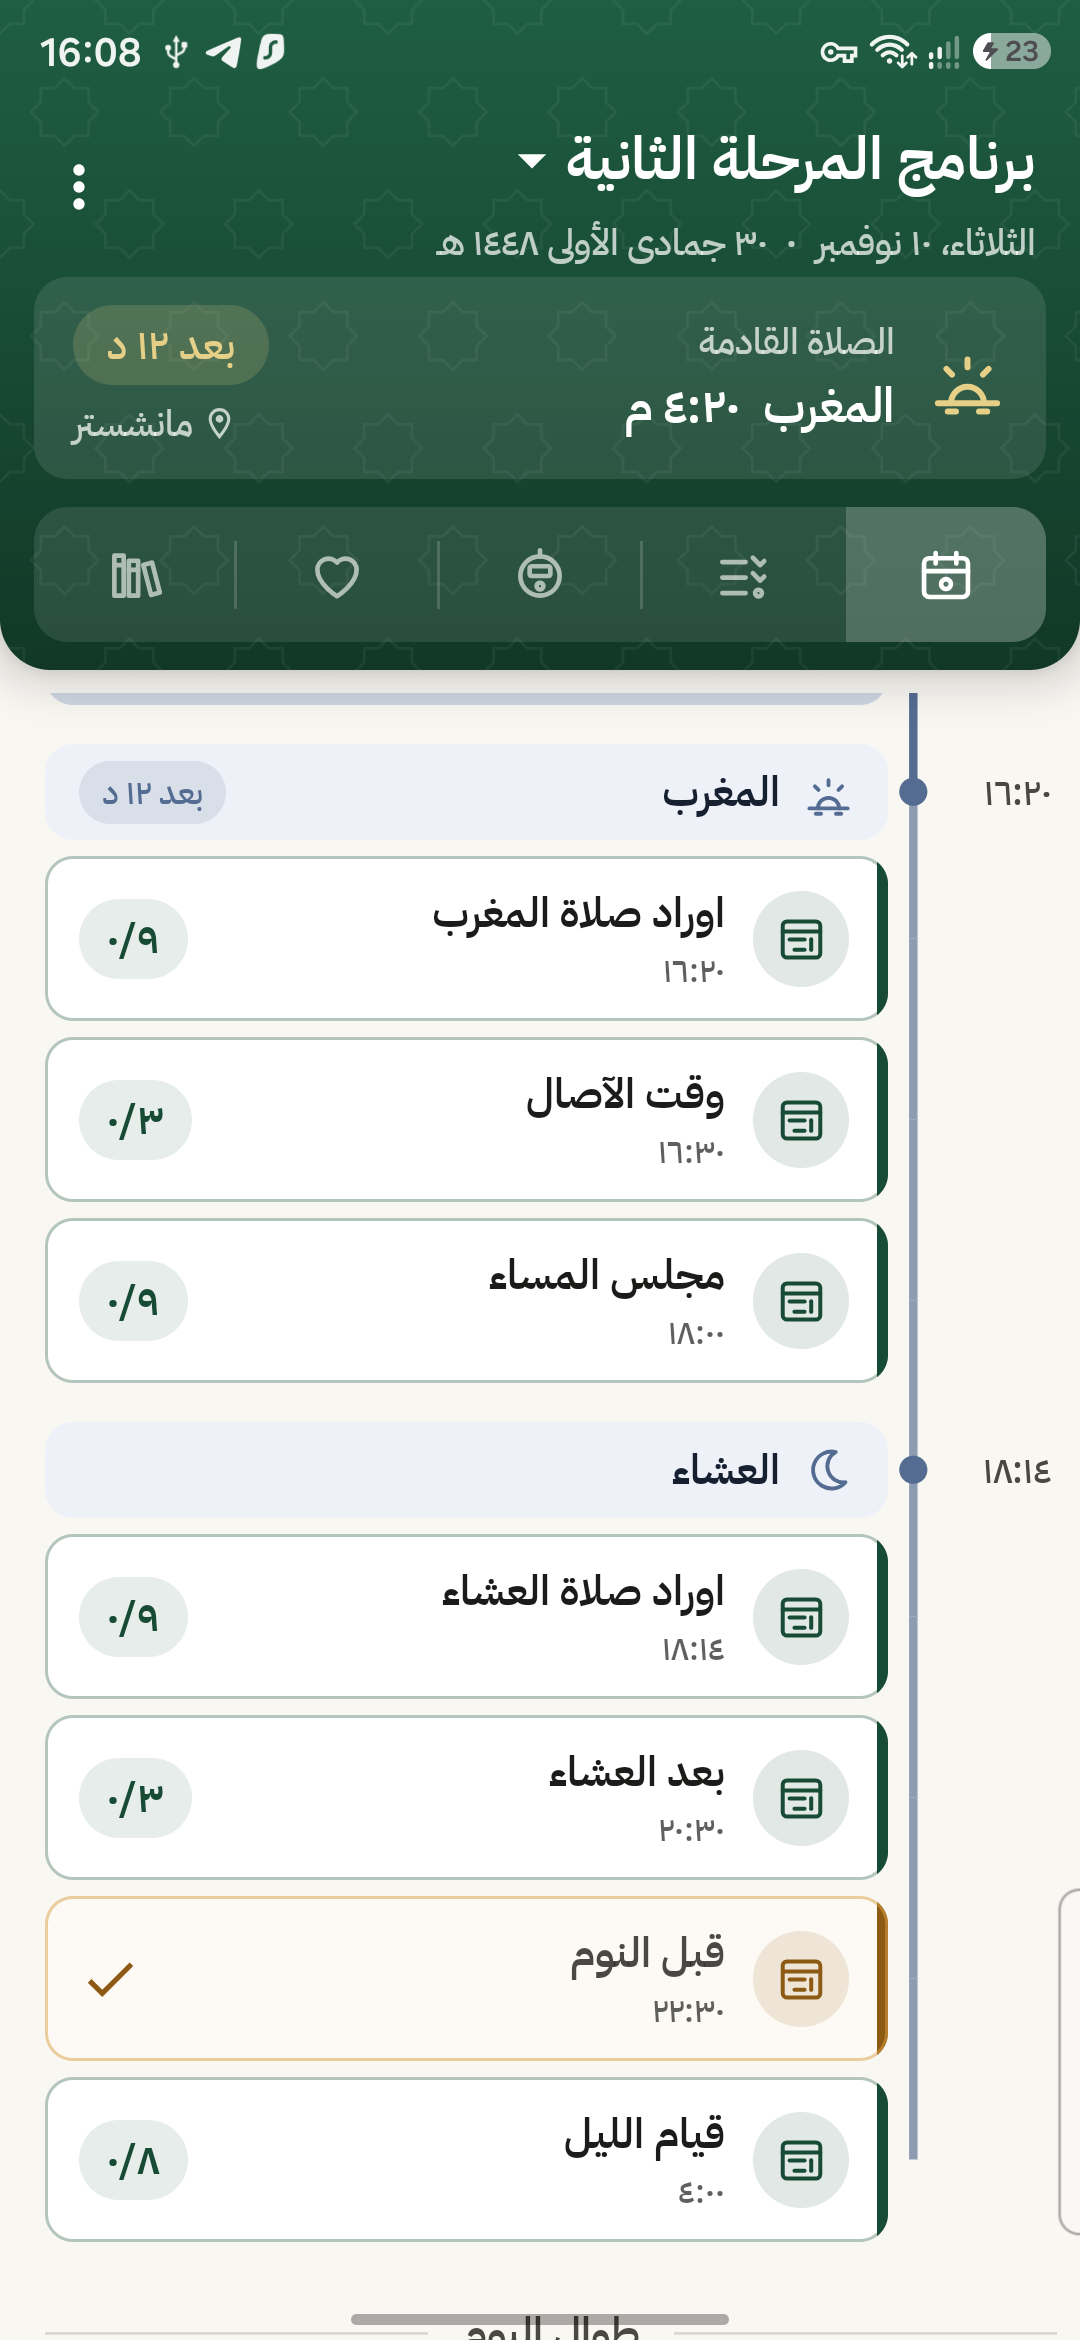 16:08
23
برنامج المرحلة الثانية
الثلاثاء، ١٠ نوفمبر · ٣٠ جمادى الأولى ١٤٤٨ هـ
الصلاة القادمة
بعد ١٢ د
المغرب ٤:٢٠ م
مانشستر
١٦:٢٠
المغرب
بعد ١٢ د
اوراد صلاة المغرب
١٦:٢٠
٠/٩
وقت الآصال
١٦:٣٠
٠/٣
مجلس المساء
١٨:٠٠
٠/٩
١٨:١٤
العشاء
اوراد صلاة العشاء
١٨:١٤
٠/٩
بعد العشاء
٢٠:٣٠
٠/٣
قبل النوم
٢٢:٣٠
قيام الليل
٤:٠٠
٠/٨
طوال اليوم